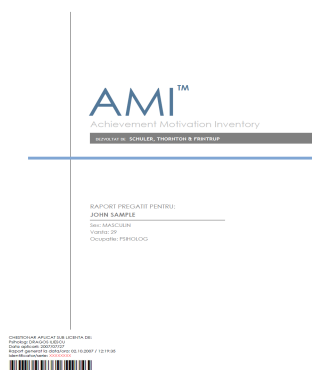 AMI™
Achievement Motivation Inventory
DEZVOLTAT DE SCHULER, THORNTON & FRINTRUP
RAPORT PREGATIT PENTRU:
JOHN SAMPLE
Sex: MASCULIN
Varsta: 29
Ocupatie: PSIHOLOG
CHESTIONAR APLICAT SUB LICENTA DE:
Psiholog: DRAGOS ILIESCU
Data aplicarii: 2007/07/27
Raport generat la data/ora: 02.10.2007 / 12:19:35